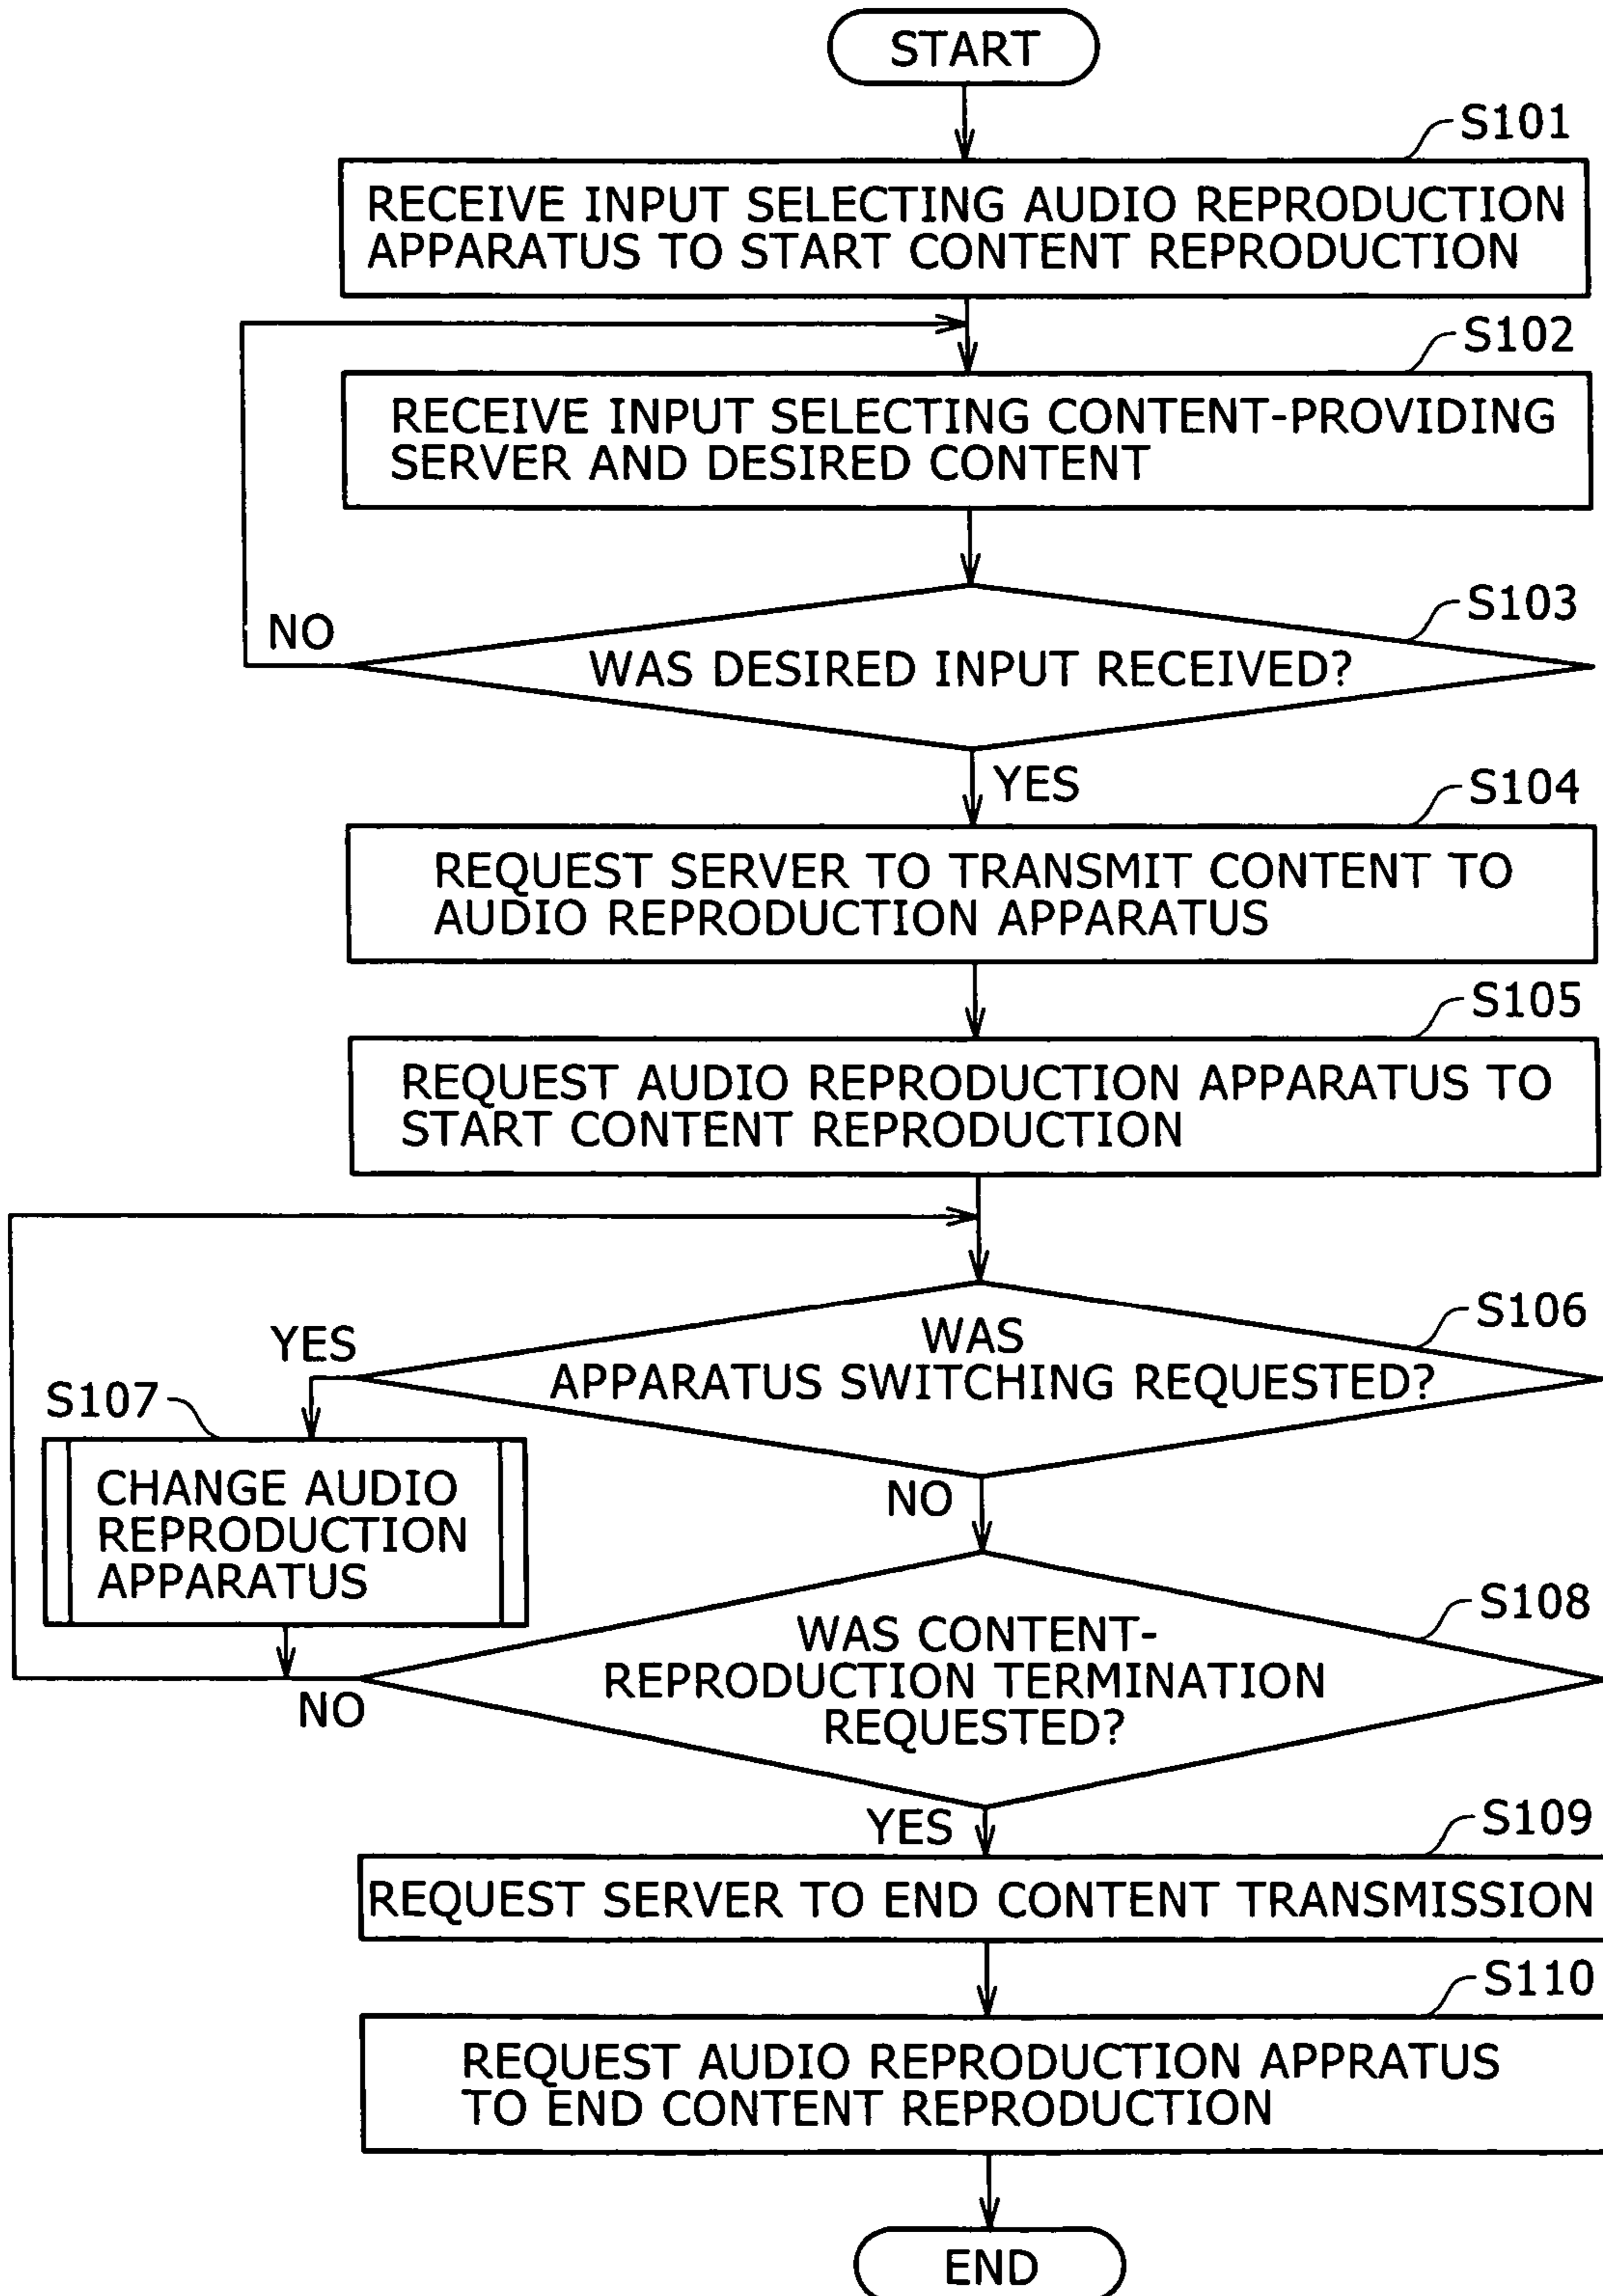 START
S101
RECEIVE INPUT SELECTING AUDIO REPRODUCTION
APPARATUS TO START CONTENT REPRODUCTION
S102
RECEIVE INPUT SELECTING CONTENT-PROVIDING
SERVER AND DESIRED CONTENT
S103
NO
WAS DESIRED INPUT RECEIVED?
YES
S104
REQUEST SERVER TO TRANSMIT CONTENT TO
AUDIO REPRODUCTION APPARATUS
S105
REQUEST AUDIO REPRODUCTION APPARATUS TO
START CONTENT REPRODUCTION
S106
YES
WAS
APPARATUS SWITCHING REQUESTED?
S107
CHANGE AUDIO
REPRODUCTION
APPARATUS
NO
S108
WAS CONTENT-
REPRODUCTION TERMINATION
REQUESTED?
NO
YES
S109
REQUEST SERVER TO END CONTENT TRANSMISSION
S110
REQUEST AUDIO REPRODUCTION APPRATUS
TO END CONTENT REPRODUCTION
END